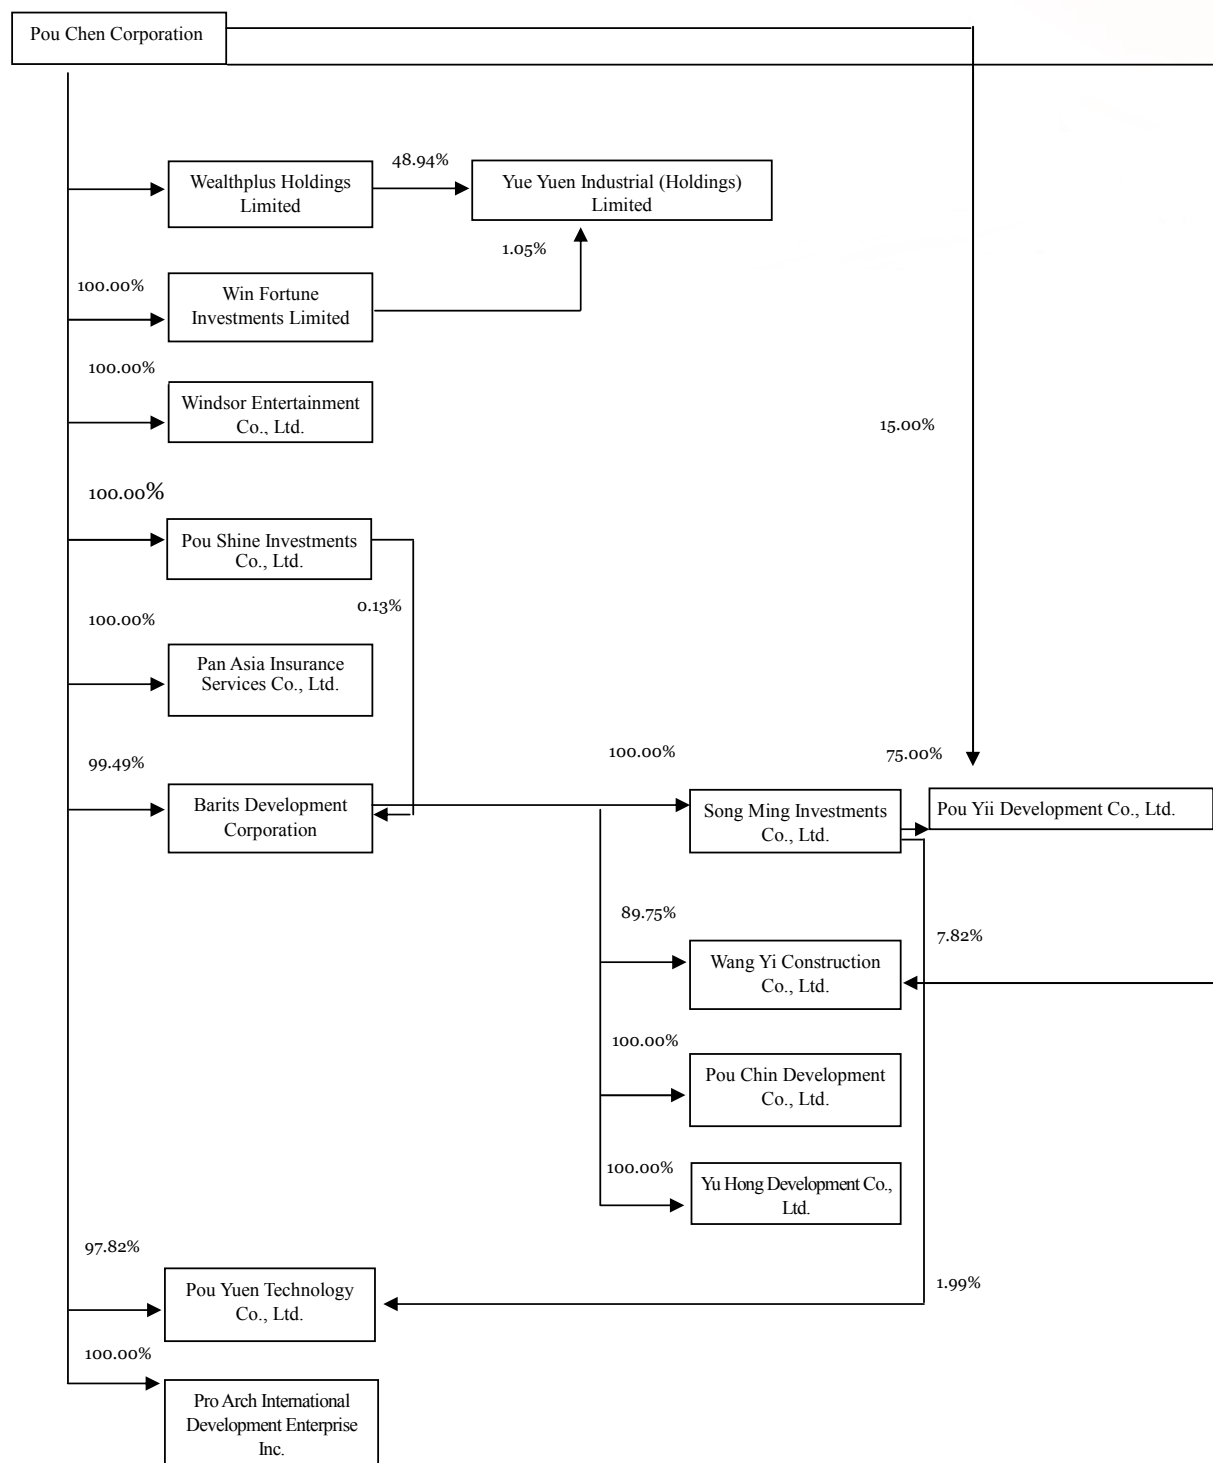 Pou Chen Corporation
48.94%
Wealthplus Holdings
Limited
Yue Yuen Industrial (Holdings)
Limited
1.05%
100.00%
Win Fortune
Investments Limited
100.00%
Windsor Entertainment
Co., Ltd.
15.00%
100.00%
Pou Shine Investments
Co., Ltd.
0.13%
100.00%
Pan Asia Insurance
Services Co., Ltd.
99.49%
100.00%
75.00%
Barits Development
Corporation
Song Ming Investments
Co., Ltd.
Pou Yii Development Co., Ltd.
89.75%
7.82%
Wang Yi Construction
Co., Ltd.
100.00%
Pou Chin Development
Co., Ltd.
100.00%
Yu Hong Development Co.,
Ltd.
97.82%
1.99%
Pou Yuen Technology
Co., Ltd.
100.00%
Pro Arch International
Development Enterprise
Inc.